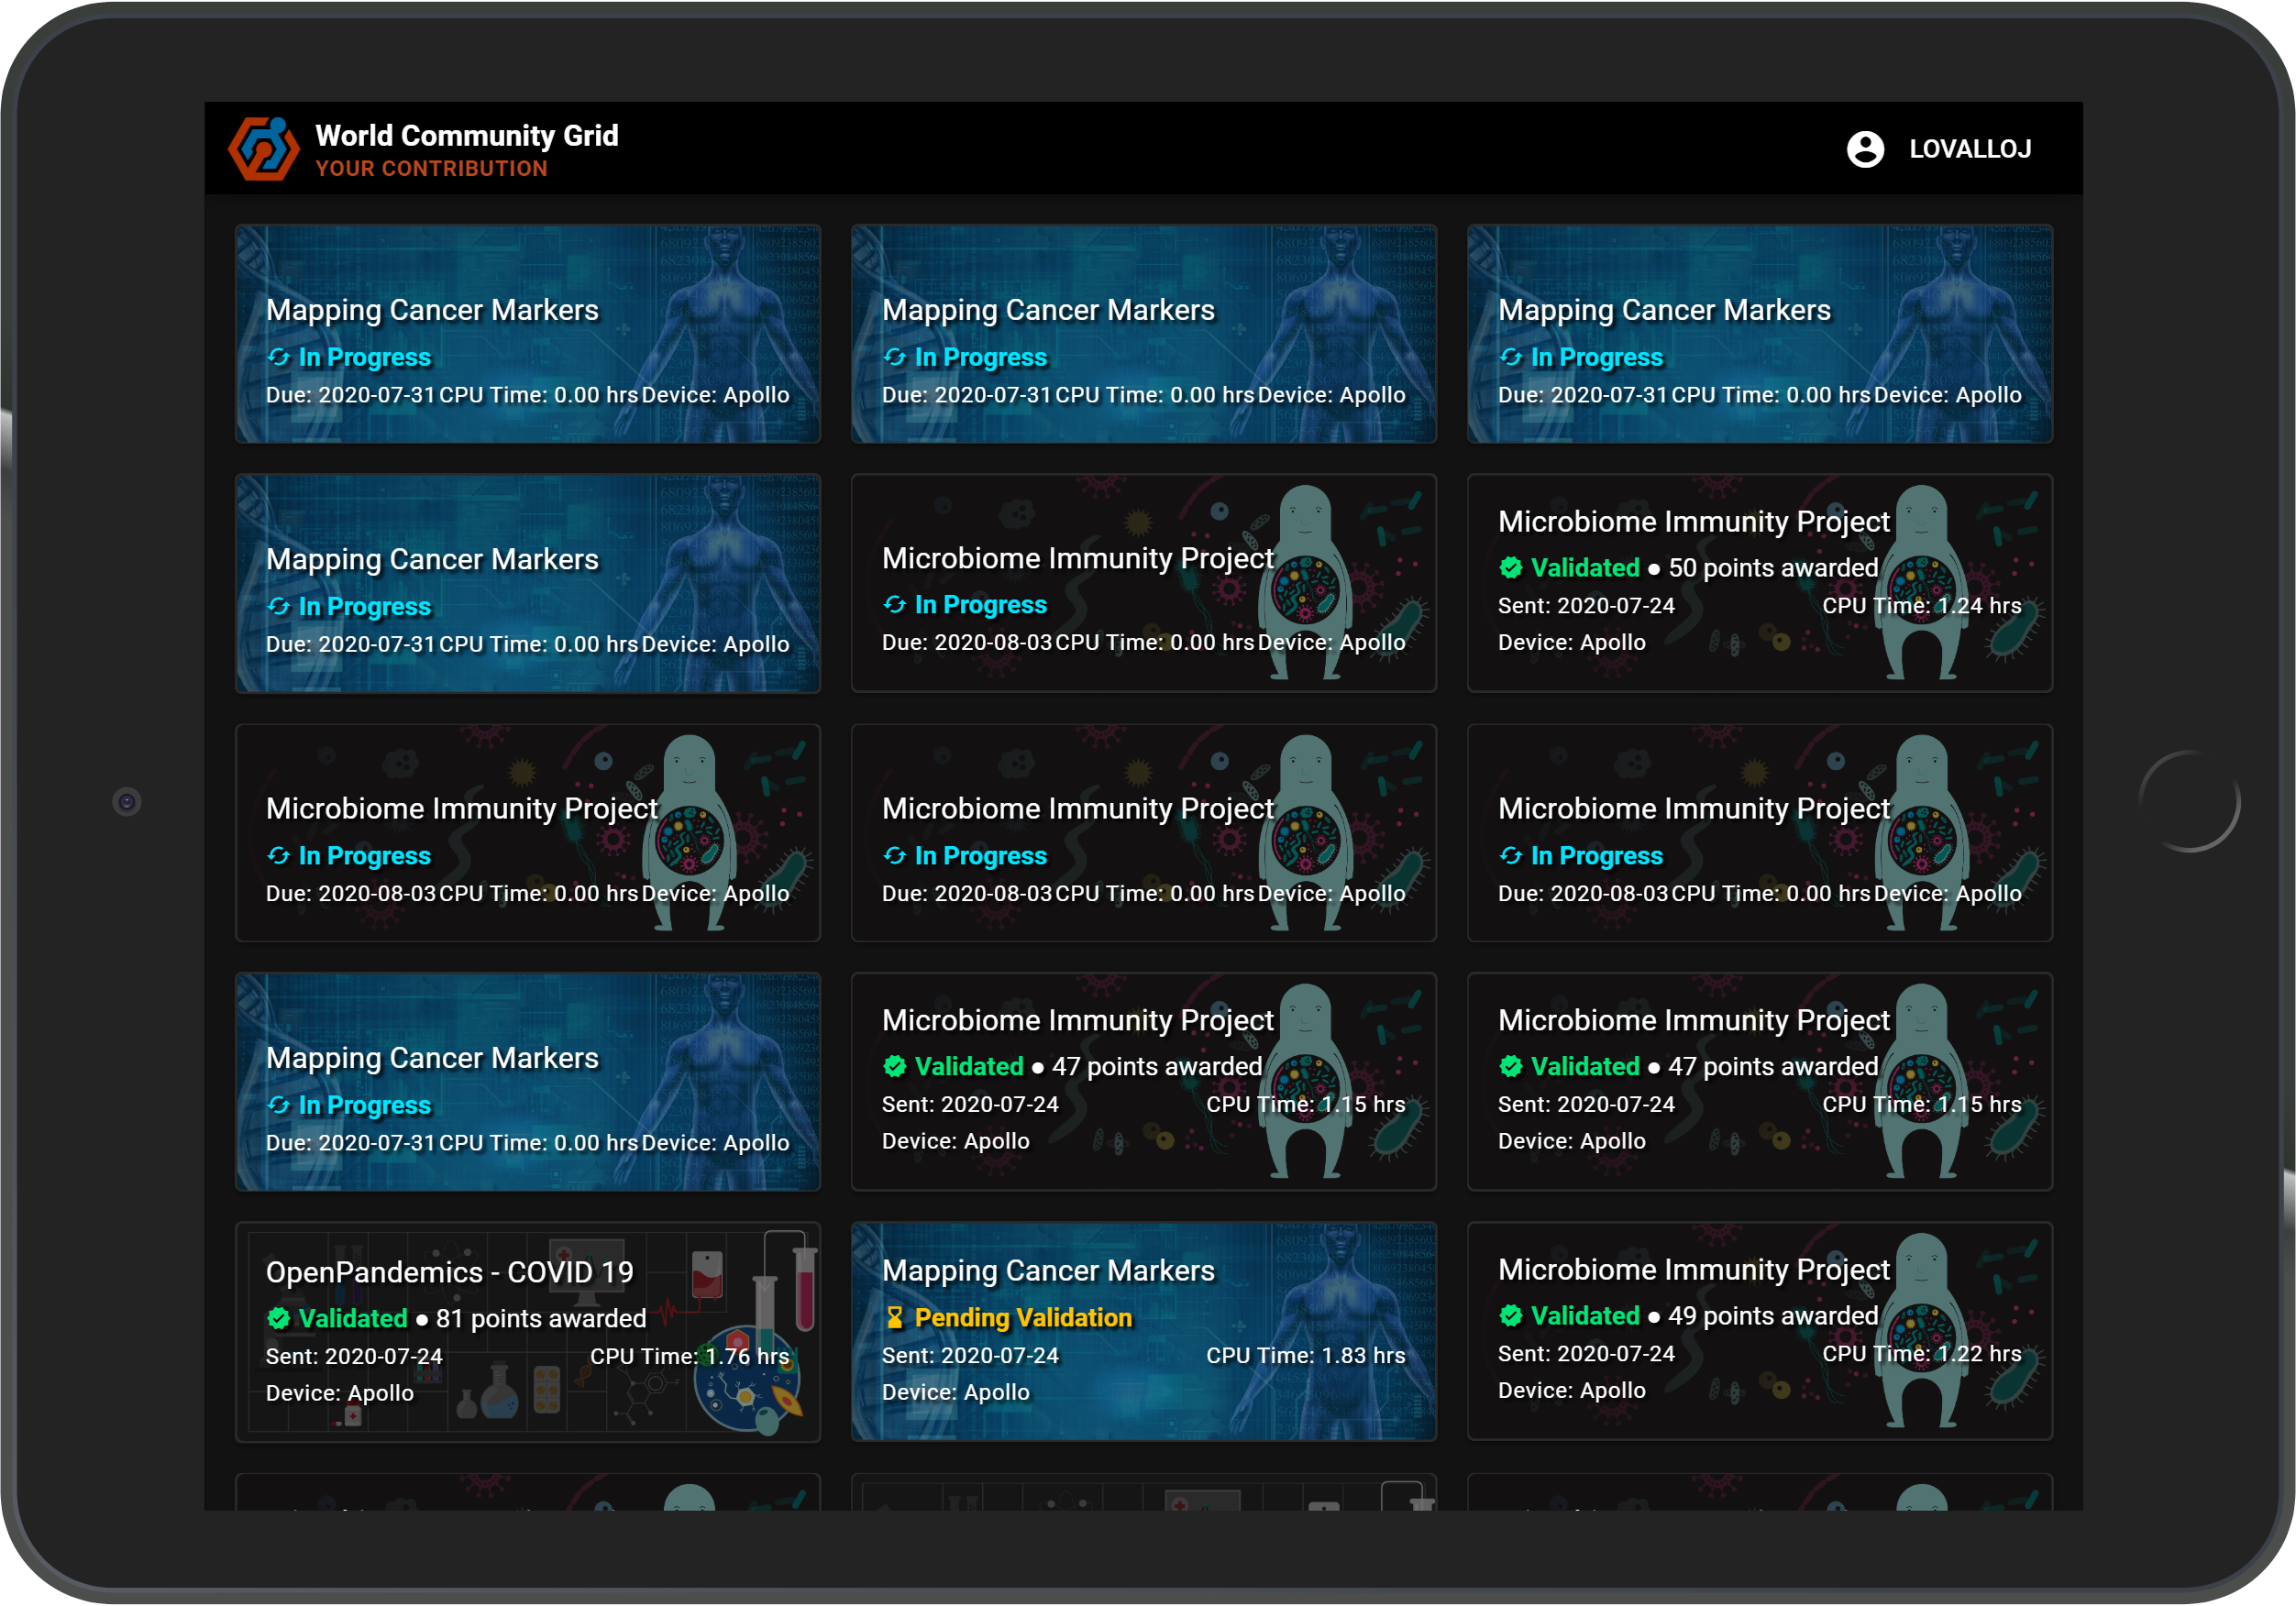 World Community Grid
YOUR CONTRIBUTION
LOVALLOJ
Mapping Cancer Markers
In Progress
Due: 2020-07-31 CPU Time: 0.00 hrs Device: Apollo
Mapping Cancer Markers
In Progress
Due: 2020-07-31 CPU Time: 0.00 hrs Device: Apollo
Mapping Cancer Markers
In Progress
Due: 2020-07-31 CPU Time: 0.00 hrs Device: Apollo
Mapping Cancer Markers
In Progress
Due: 2020-07-31 CPU Time: 0.00 hrs Device: Apollo
Microbiome Immunity Project
In Progress
Due: 2020-08-03 CPU Time: 0.00 hrs Device: Apollo
Microbiome Immunity Project
Validated ● 50 points awarded
Sent: 2020-07-24 CPU Time: 1.24 hrs
Device: Apollo
Microbiome Immunity Project
In Progress
Due: 2020-08-03 CPU Time: 0.00 hrs Device: Apollo
Microbiome Immunity Project
In Progress
Due: 2020-08-03 CPU Time: 0.00 hrs Device: Apollo
Microbiome Immunity Project
In Progress
Due: 2020-08-03 CPU Time: 0.00 hrs Device: Apollo
Mapping Cancer Markers
In Progress
Due: 2020-07-31 CPU Time: 0.00 hrs Device: Apollo
Microbiome Immunity Project
Validated ● 47 points awarded
Sent: 2020-07-24 CPU Time: 1.15 hrs
Device: Apollo
Microbiome Immunity Project
Validated ● 47 points awarded
Sent: 2020-07-24 CPU Time: 1.15 hrs
Device: Apollo
OpenPandemics - COVID 19
Validated ● 81 points awarded
Sent: 2020-07-24 CPU Time: 1.76 hrs
Device: Apollo
Mapping Cancer Markers
Pending Validation
Sent: 2020-07-24 CPU Time: 1.83 hrs
Device: Apollo
Microbiome Immunity Project
Validated ● 49 points awarded
Sent: 2020-07-24 CPU Time: 1.22 hrs
Device: Apollo